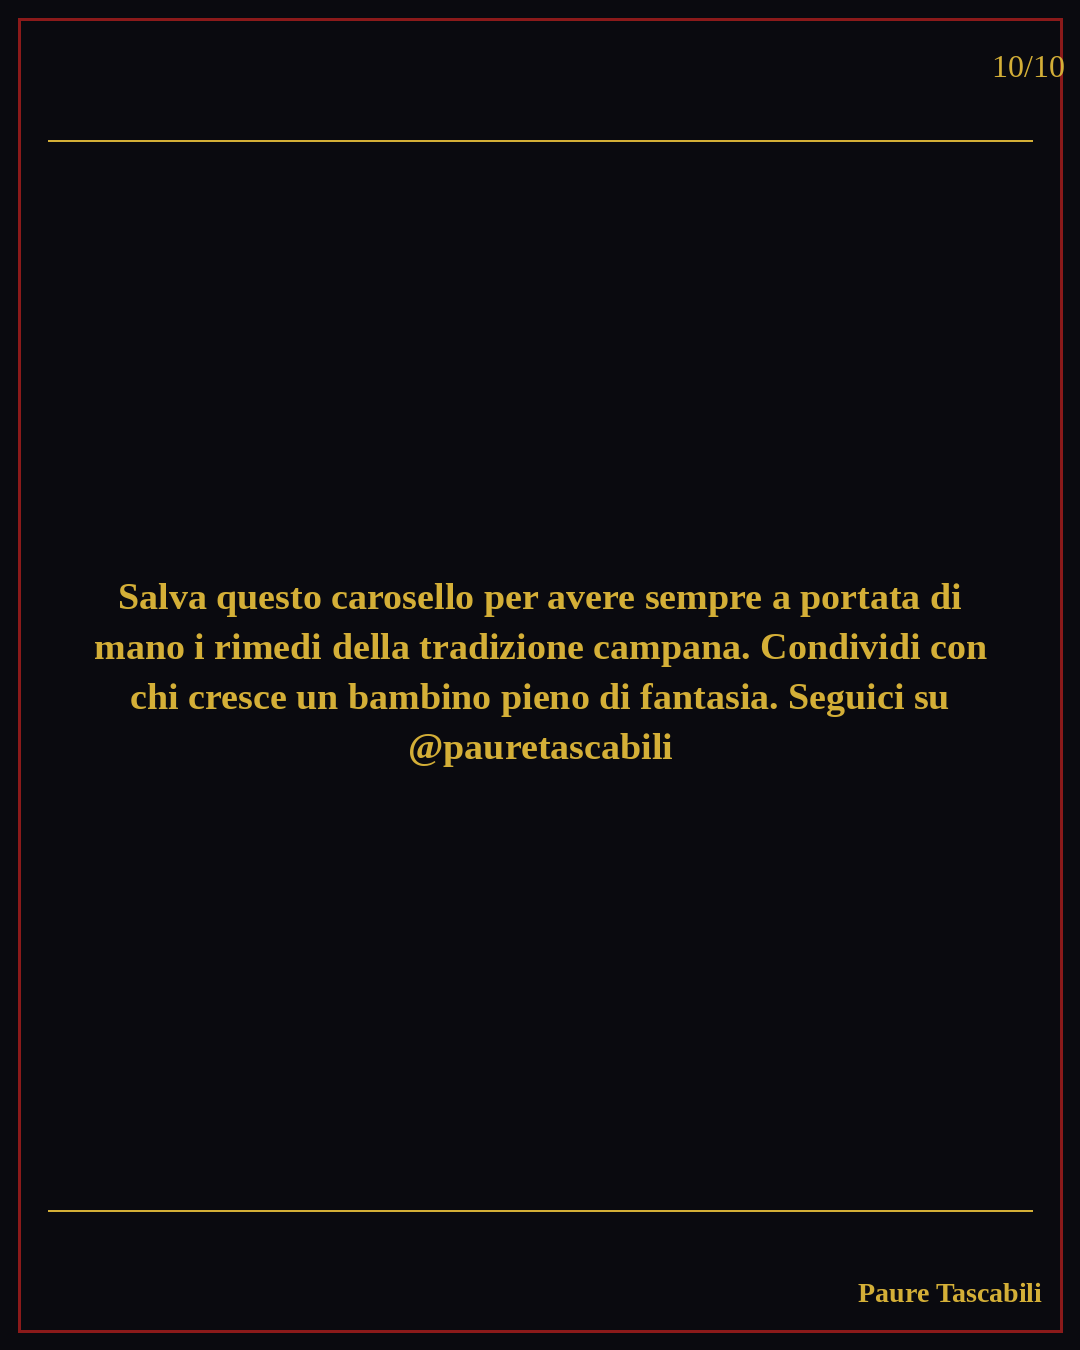 10/10
Salva questo carosello per avere sempre a portata di
mano i rimedi della tradizione campana. Condividi con
chi cresce un bambino pieno di fantasia. Seguici su
@pauretascabili
Paure Tascabili